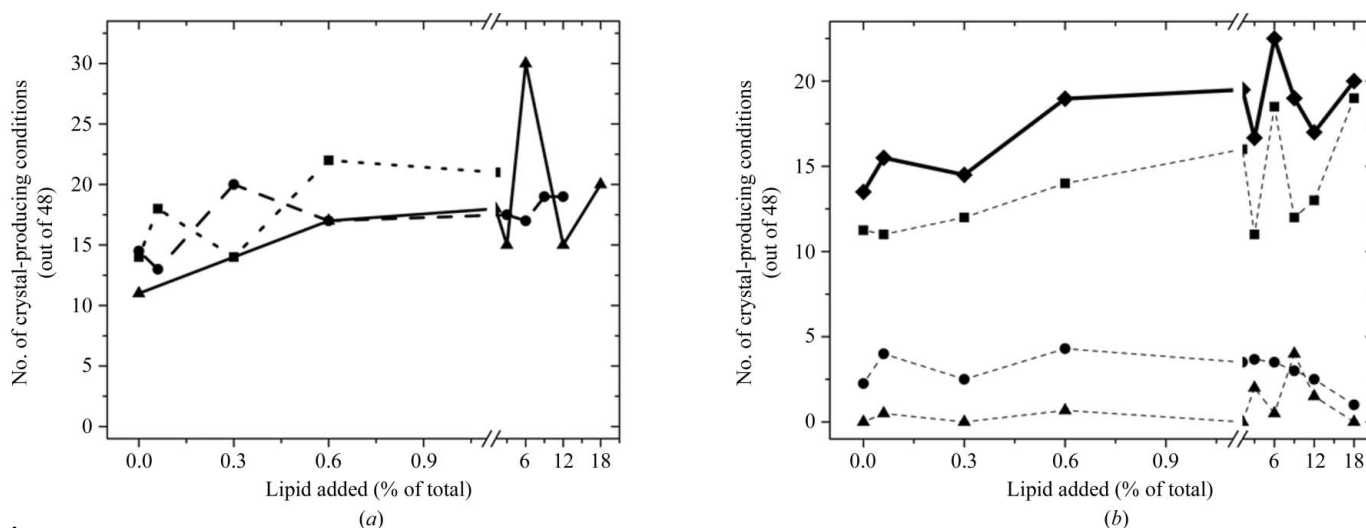 No. of crystal-producing conditions
(out of 48)
30
25
20
15
10
5
0
0.0 0.3 0.6 0.9 6 12 18
Lipid added (% of total)
(a)
No. of crystal-producing conditions
(out of 48)
20
15
10
5
0
0.0 0.3 0.6 0.9 6 12 18
Lipid added (% of total)
(b)